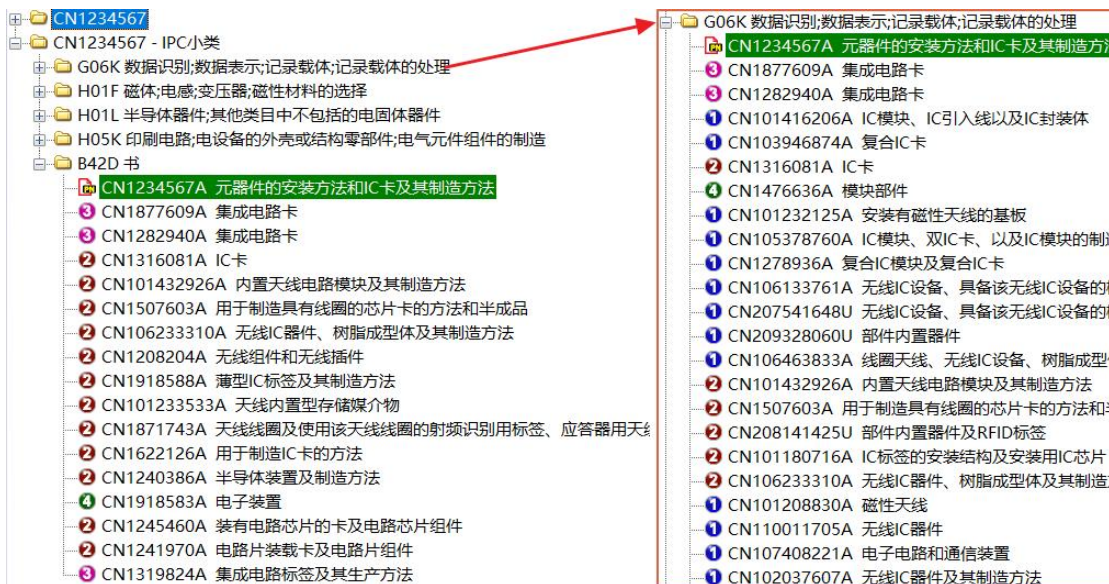 CN1234567
CN1234567 - IPC小类
G06K 数据识别;数据表示;记录载体;记录载体的处理
H01F 磁体;电感;变压器;磁性材料的选择
H01L 半导体器件;其他类目中不包括的电固体器件
H05K 印刷电路;电设备的外壳或结构零部件;电气元件组件的制造
B42D 书
CN1234567A 元器件的安装方法和IC卡及其制造方法
3 CN1877609A 集成电路卡
3 CN1282940A 集成电路卡
2 CN1316081A IC卡
2 CN101432926A 内置天线电路模块及其制造方法
2 CN1507603A 用于制造具有线圈的芯片卡的方法和半成品
2 CN106233310A 无线IC器件、树脂成型体及其制造方法
2 CN1208204A 无线组件和无线插件
2 CN1918588A 薄型IC标签及其制造方法
2 CN101233533A 天线内置型存储媒介物
2 CN1871743A 天线线圈及使用该天线线圈的射频识别用标签、应答器用天
2 CN1622126A 用于制造IC卡的方法
2 CN1240386A 半导体装置及制造方法
4 CN1918583A 电子装置
2 CN1245460A 装有电路芯片的卡及电路芯片组件
2 CN1241970A 电路片装载卡及电路片组件
3 CN1319824A 集成电路标签及其生产方法
G06K 数据识别;数据表示;记录载体;记录载体的处理
CN1234567A 元器件的安装方法和IC卡及其制造方
3 CN1877609A 集成电路卡
3 CN1282940A 集成电路卡
1 CN101416206A IC模块、IC引入线以及IC封装体
1 CN103946874A 复合IC卡
2 CN1316081A IC卡
4 CN1476636A 模块部件
1 CN101232125A 安装有磁性天线的基板
1 CN105378760A IC模块、双IC卡、以及IC模块的制
1 CN1278936A 复合IC模块及复合IC卡
1 CN106133761A 无线IC设备、具备该无线IC设备的
1 CN207541648U 无线IC设备、具备该无线IC设备的
1 CN209328060U 部件内置器件
1 CN106463833A 线圈天线、无线IC设备、树脂成型
2 CN101432926A 内置天线电路模块及其制造方法
2 CN1507603A 用于制造具有线圈的芯片卡的方法和
2 CN208141425U 部件内置器件及RFID标签
2 CN101180716A IC标签的安装结构及安装用IC芯片
2 CN106233310A 无线IC器件、树脂成型体及其制造
1 CN101208830A 磁性天线
1 CN110011705A 无线IC器件
1 CN107408221A 电子电路和通信装置
1 CN102037607A 无线IC器件及其制造方法